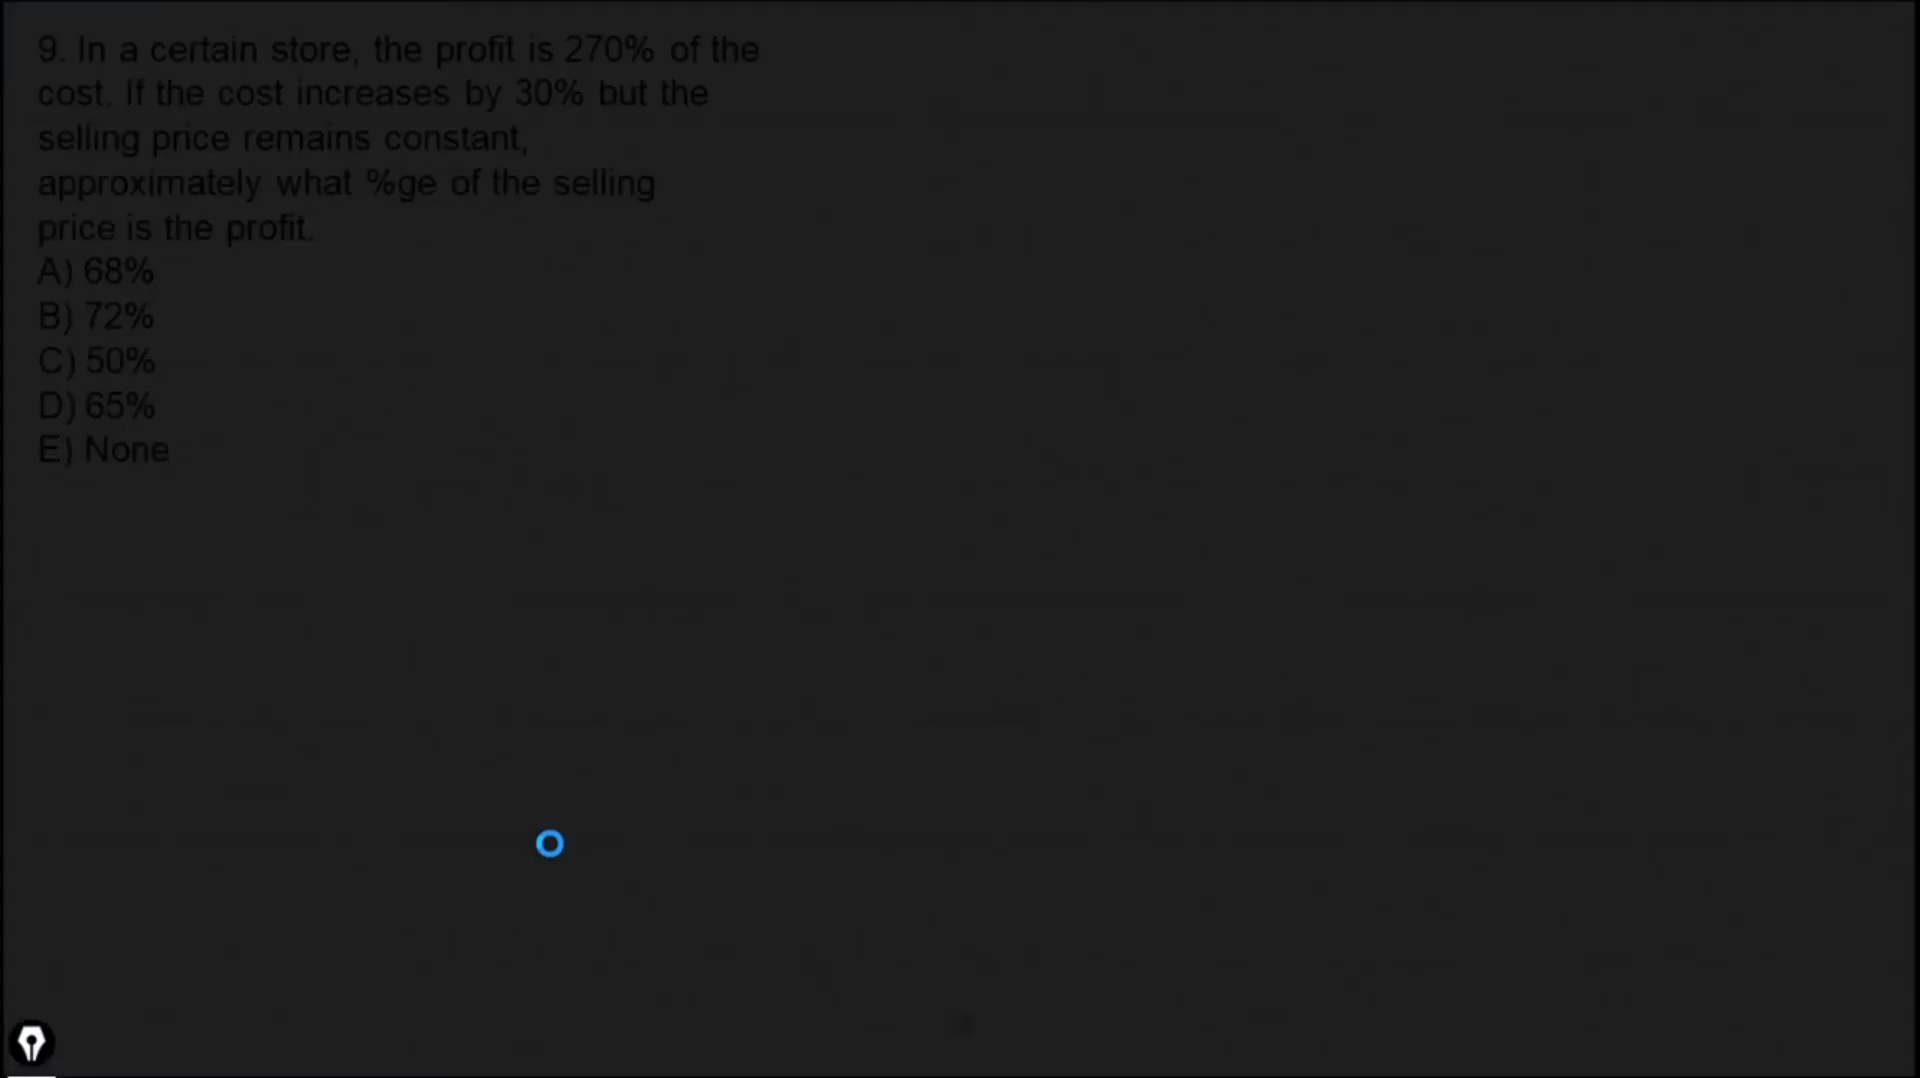 9. In a certain store, the profit is 270% of the
cost. If the cost increases by 30% but the
selling price remains constant,
approximately what %ge of the selling
price is the profit.
A) 68%
B) 72%
C) 50%
D) 65%
E) None